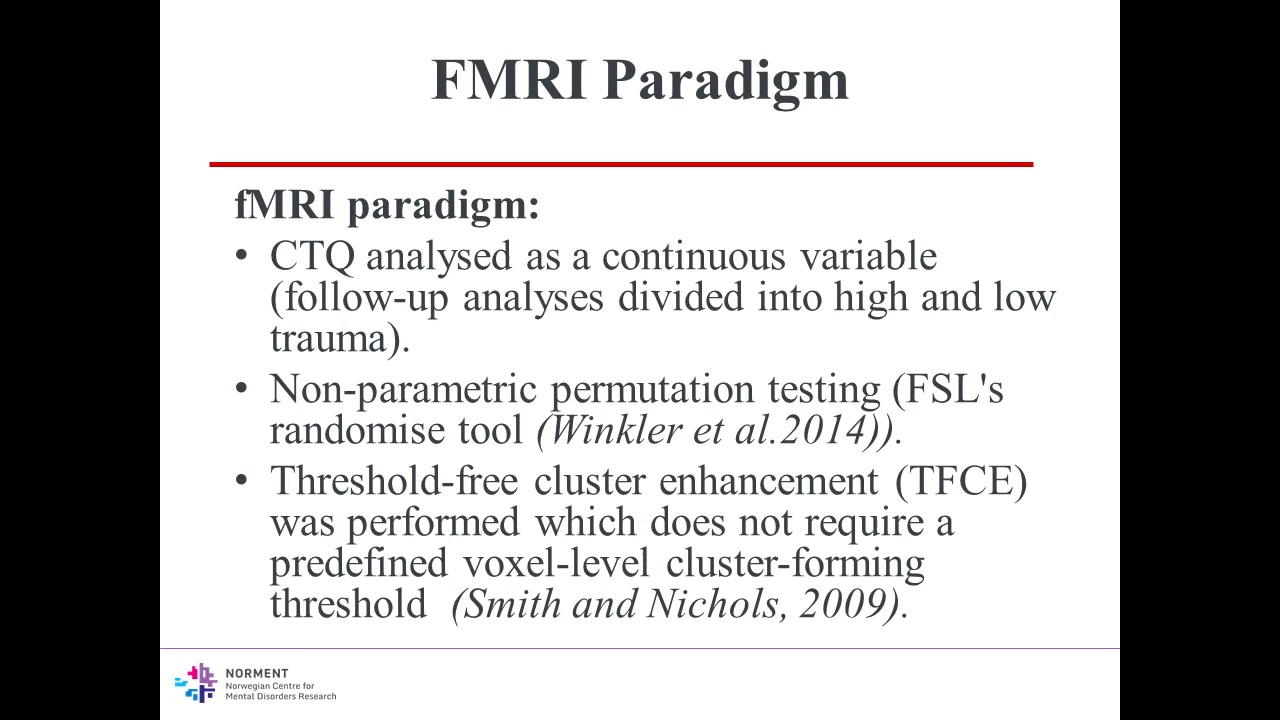 FMRI Paradigm
fMRI paradigm:
• CTQ analysed as a continuous variable
(follow-up analyses divided into high and low
trauma).
• Non-parametric permutation testing (FSL's
randomise tool (Winkler et al.2014)).
• Threshold-free cluster enhancement (TFCE)
was performed which does not require a
predefined voxel-level cluster-forming
threshold  (Smith and Nichols, 2009).
NORMENT
Norwegian Centre for
Mental Disorders Research